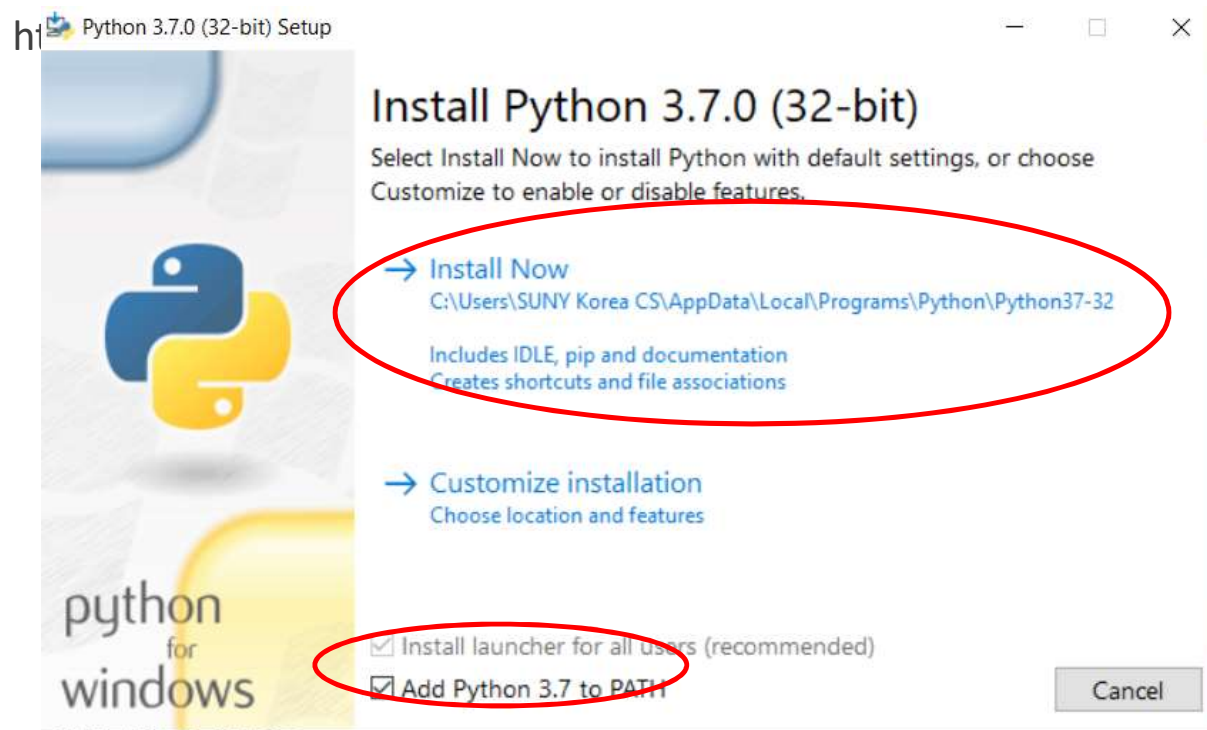 ht
Python 3.7.0 (32-bit) Setup
Install Python 3.7.0 (32-bit)
Select Install Now to install Python with default settings, or choose
Customize to enable or disable features.
Install Now
C:\Users\SUNY Korea CS\AppData\Local\Programs\Python\Python37-32
Includes IDLE, pip and documentation
Creates shortcuts and file associations
Customize installation
Choose location and features
python
for
windows
Install launcher for all users (recommended)
Add Python 3.7 to PATH
Cancel